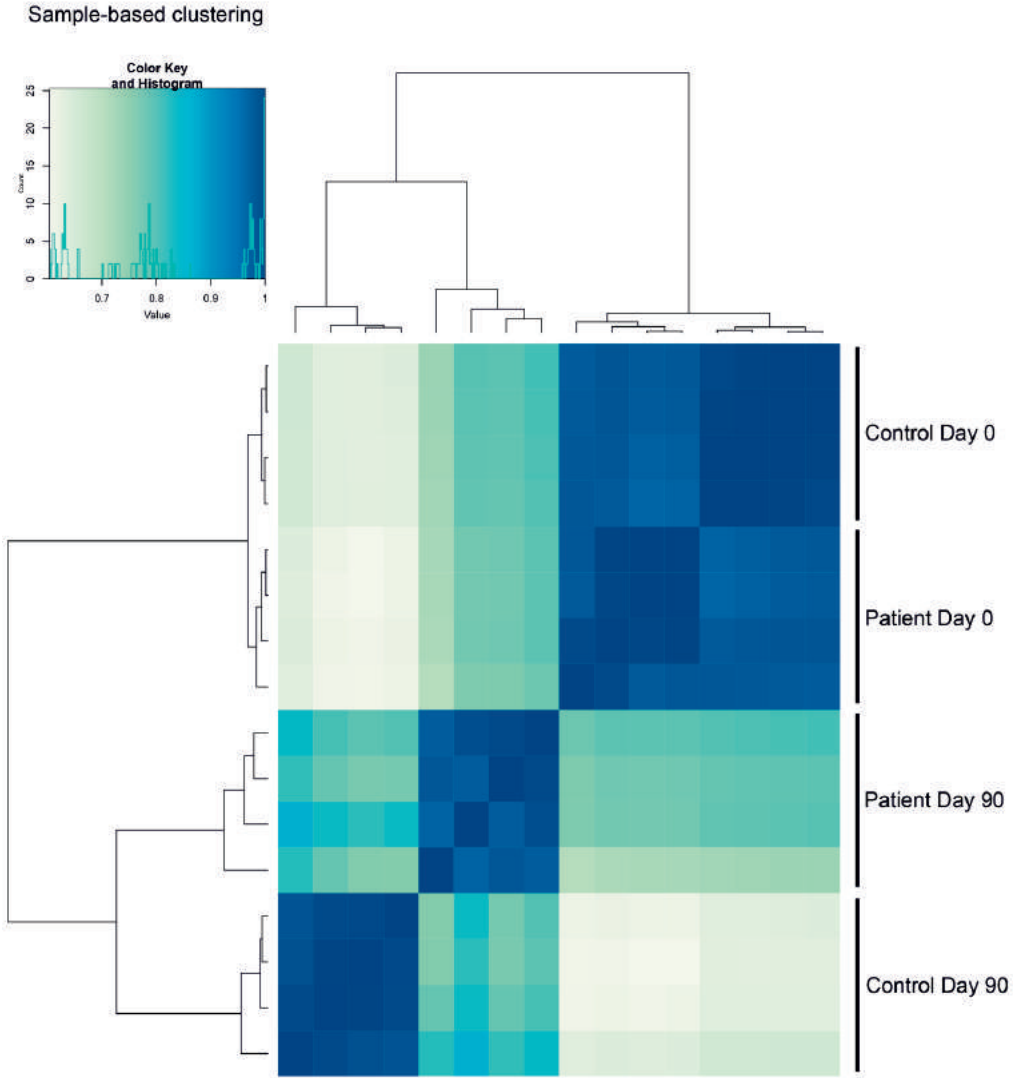 Sample-based clustering
Color Key
and Histogram
25
20
15
10
5
0
Count
0.7 0.8 0.9 1
Value
Control Day 0
Patient Day 0
Patient Day 90
Control Day 90